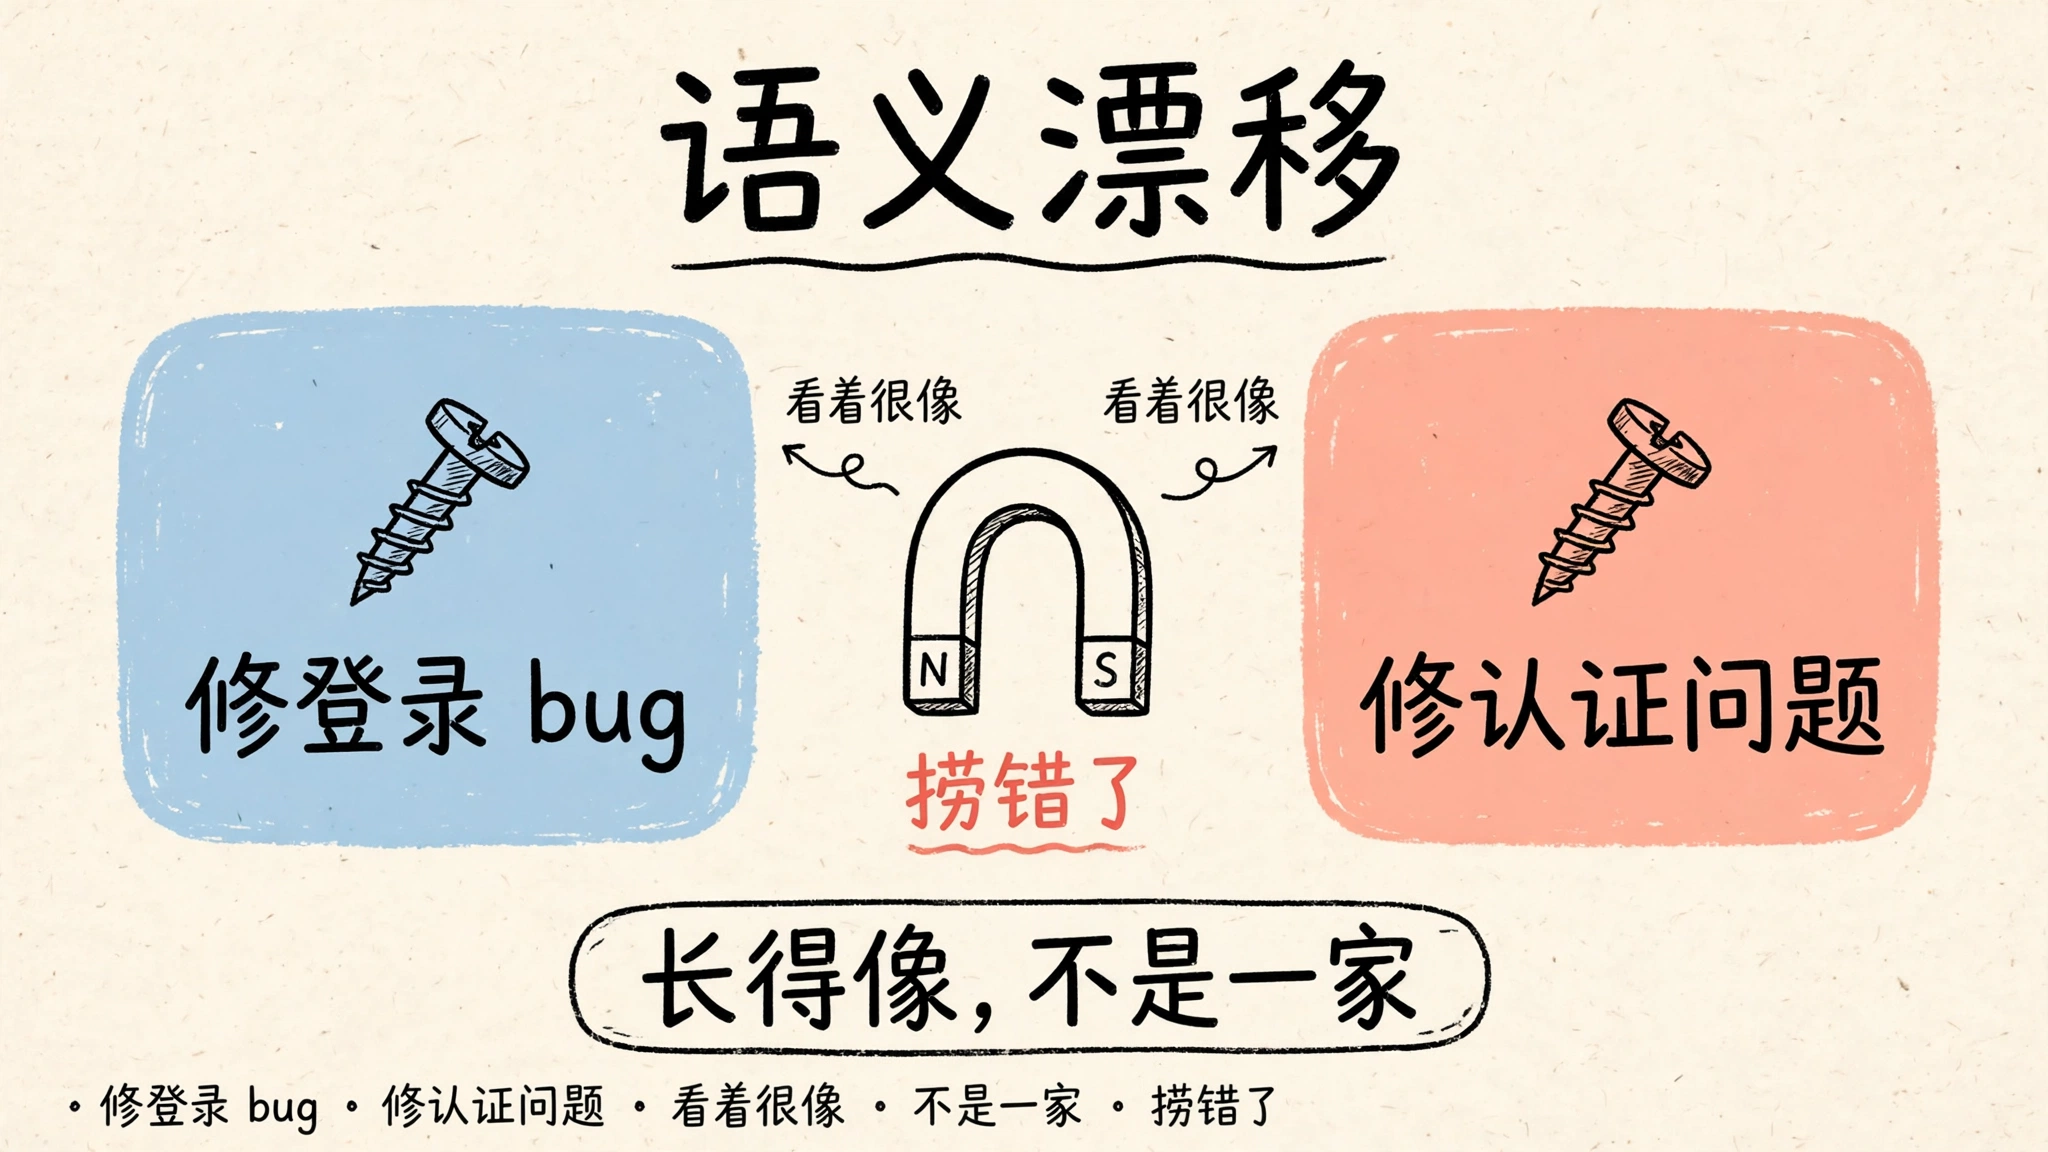 语义漂移
看着很像
看着很像
修登录 bug
N
S
修认证问题
捞错了
长得像，不是一家
• 修登录 bug • 修认证问题 • 看着很像 • 不是一家 • 捞错了